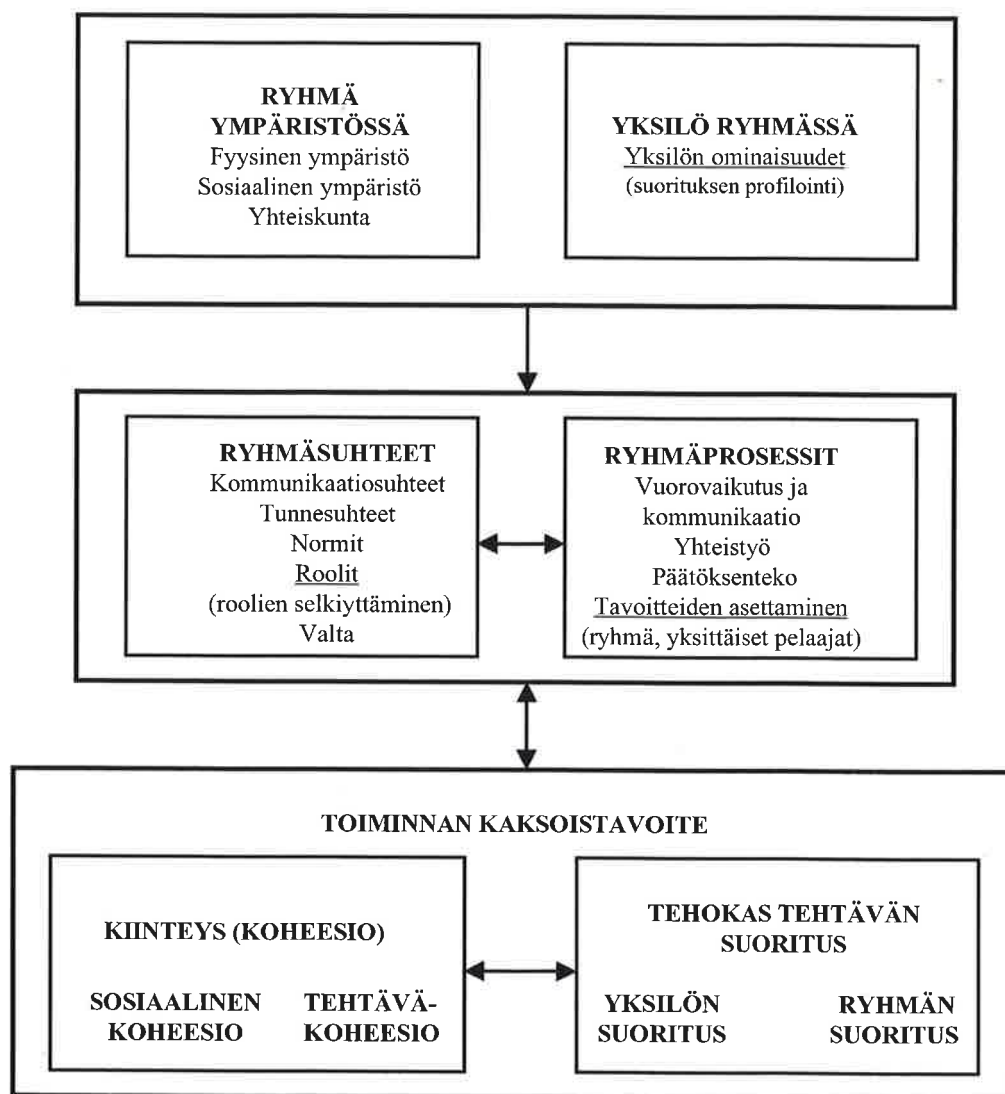 RYHMÄ
YMPÄRISTÖSSÄ
Fyysinen ympäristö
Sosiaalinen ympäristö
Yhteiskunta
YKSILÖ RYHMÄSSÄ
Yksilön ominaisuudet
(suorituksen profilointi)
RYHMÄSUHTEET
Kommunikaatiosuhteet
Tunnesuhteet
Normit
Roolit
(roolien selkiyttäminen)
Valta
RYHMÄPROSESSIT
Vuorovaikutus ja
kommunikaatio
Yhteistyö
Päätöksenteko
Tavoitteiden asettaminen
(ryhmä, yksittäiset pelaajat)
TOIMINNAN KAKSOISTAVOITE
KIINTEYS (KOHEESIO)
SOSIAALINEN
KOHEESIO
TEHTÄVÄ-
KOHEESIO
TEHOKAS TEHTÄVÄN
SUORITUS
YKSILÖN
SUORITUS
RYHMÄN
SUORITUS